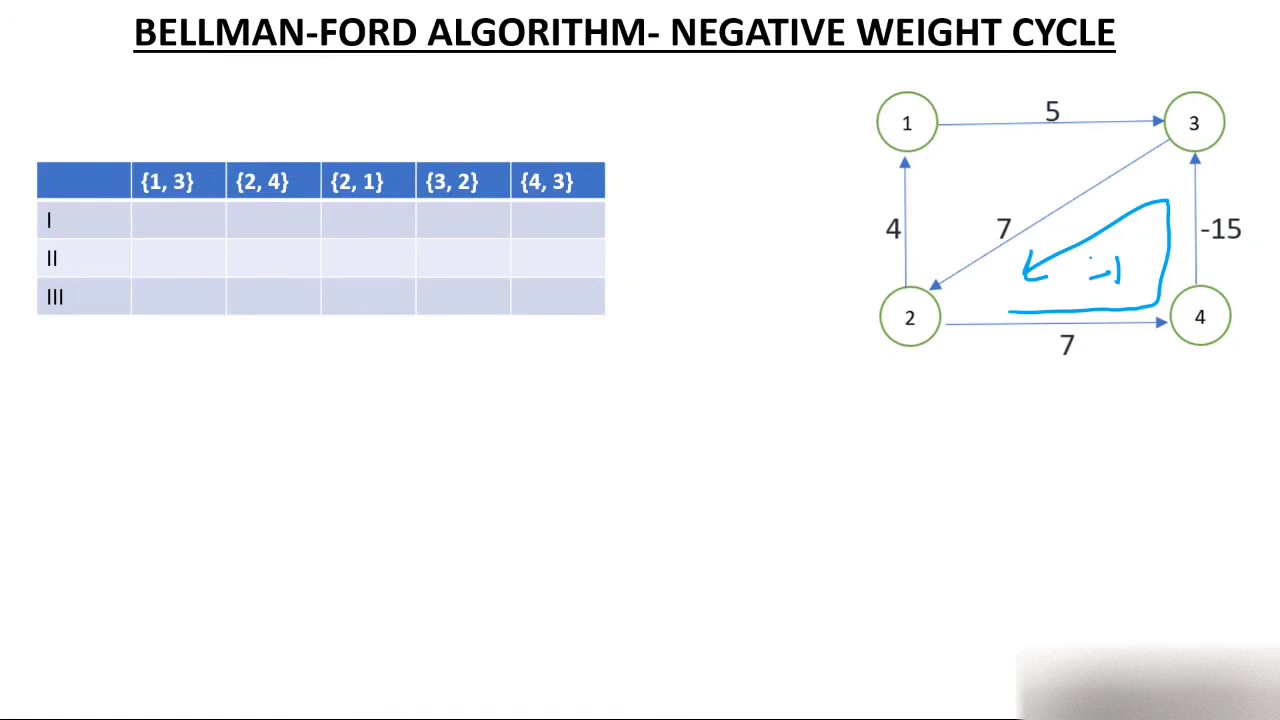 BELLMAN-FORD ALGORITHM- NEGATIVE WEIGHT CYCLE
{1, 3} {2, 4} {2, 1} {3, 2} {4, 3}
I
II
III
1 5 3
4 7 -15
-1
2 4
7